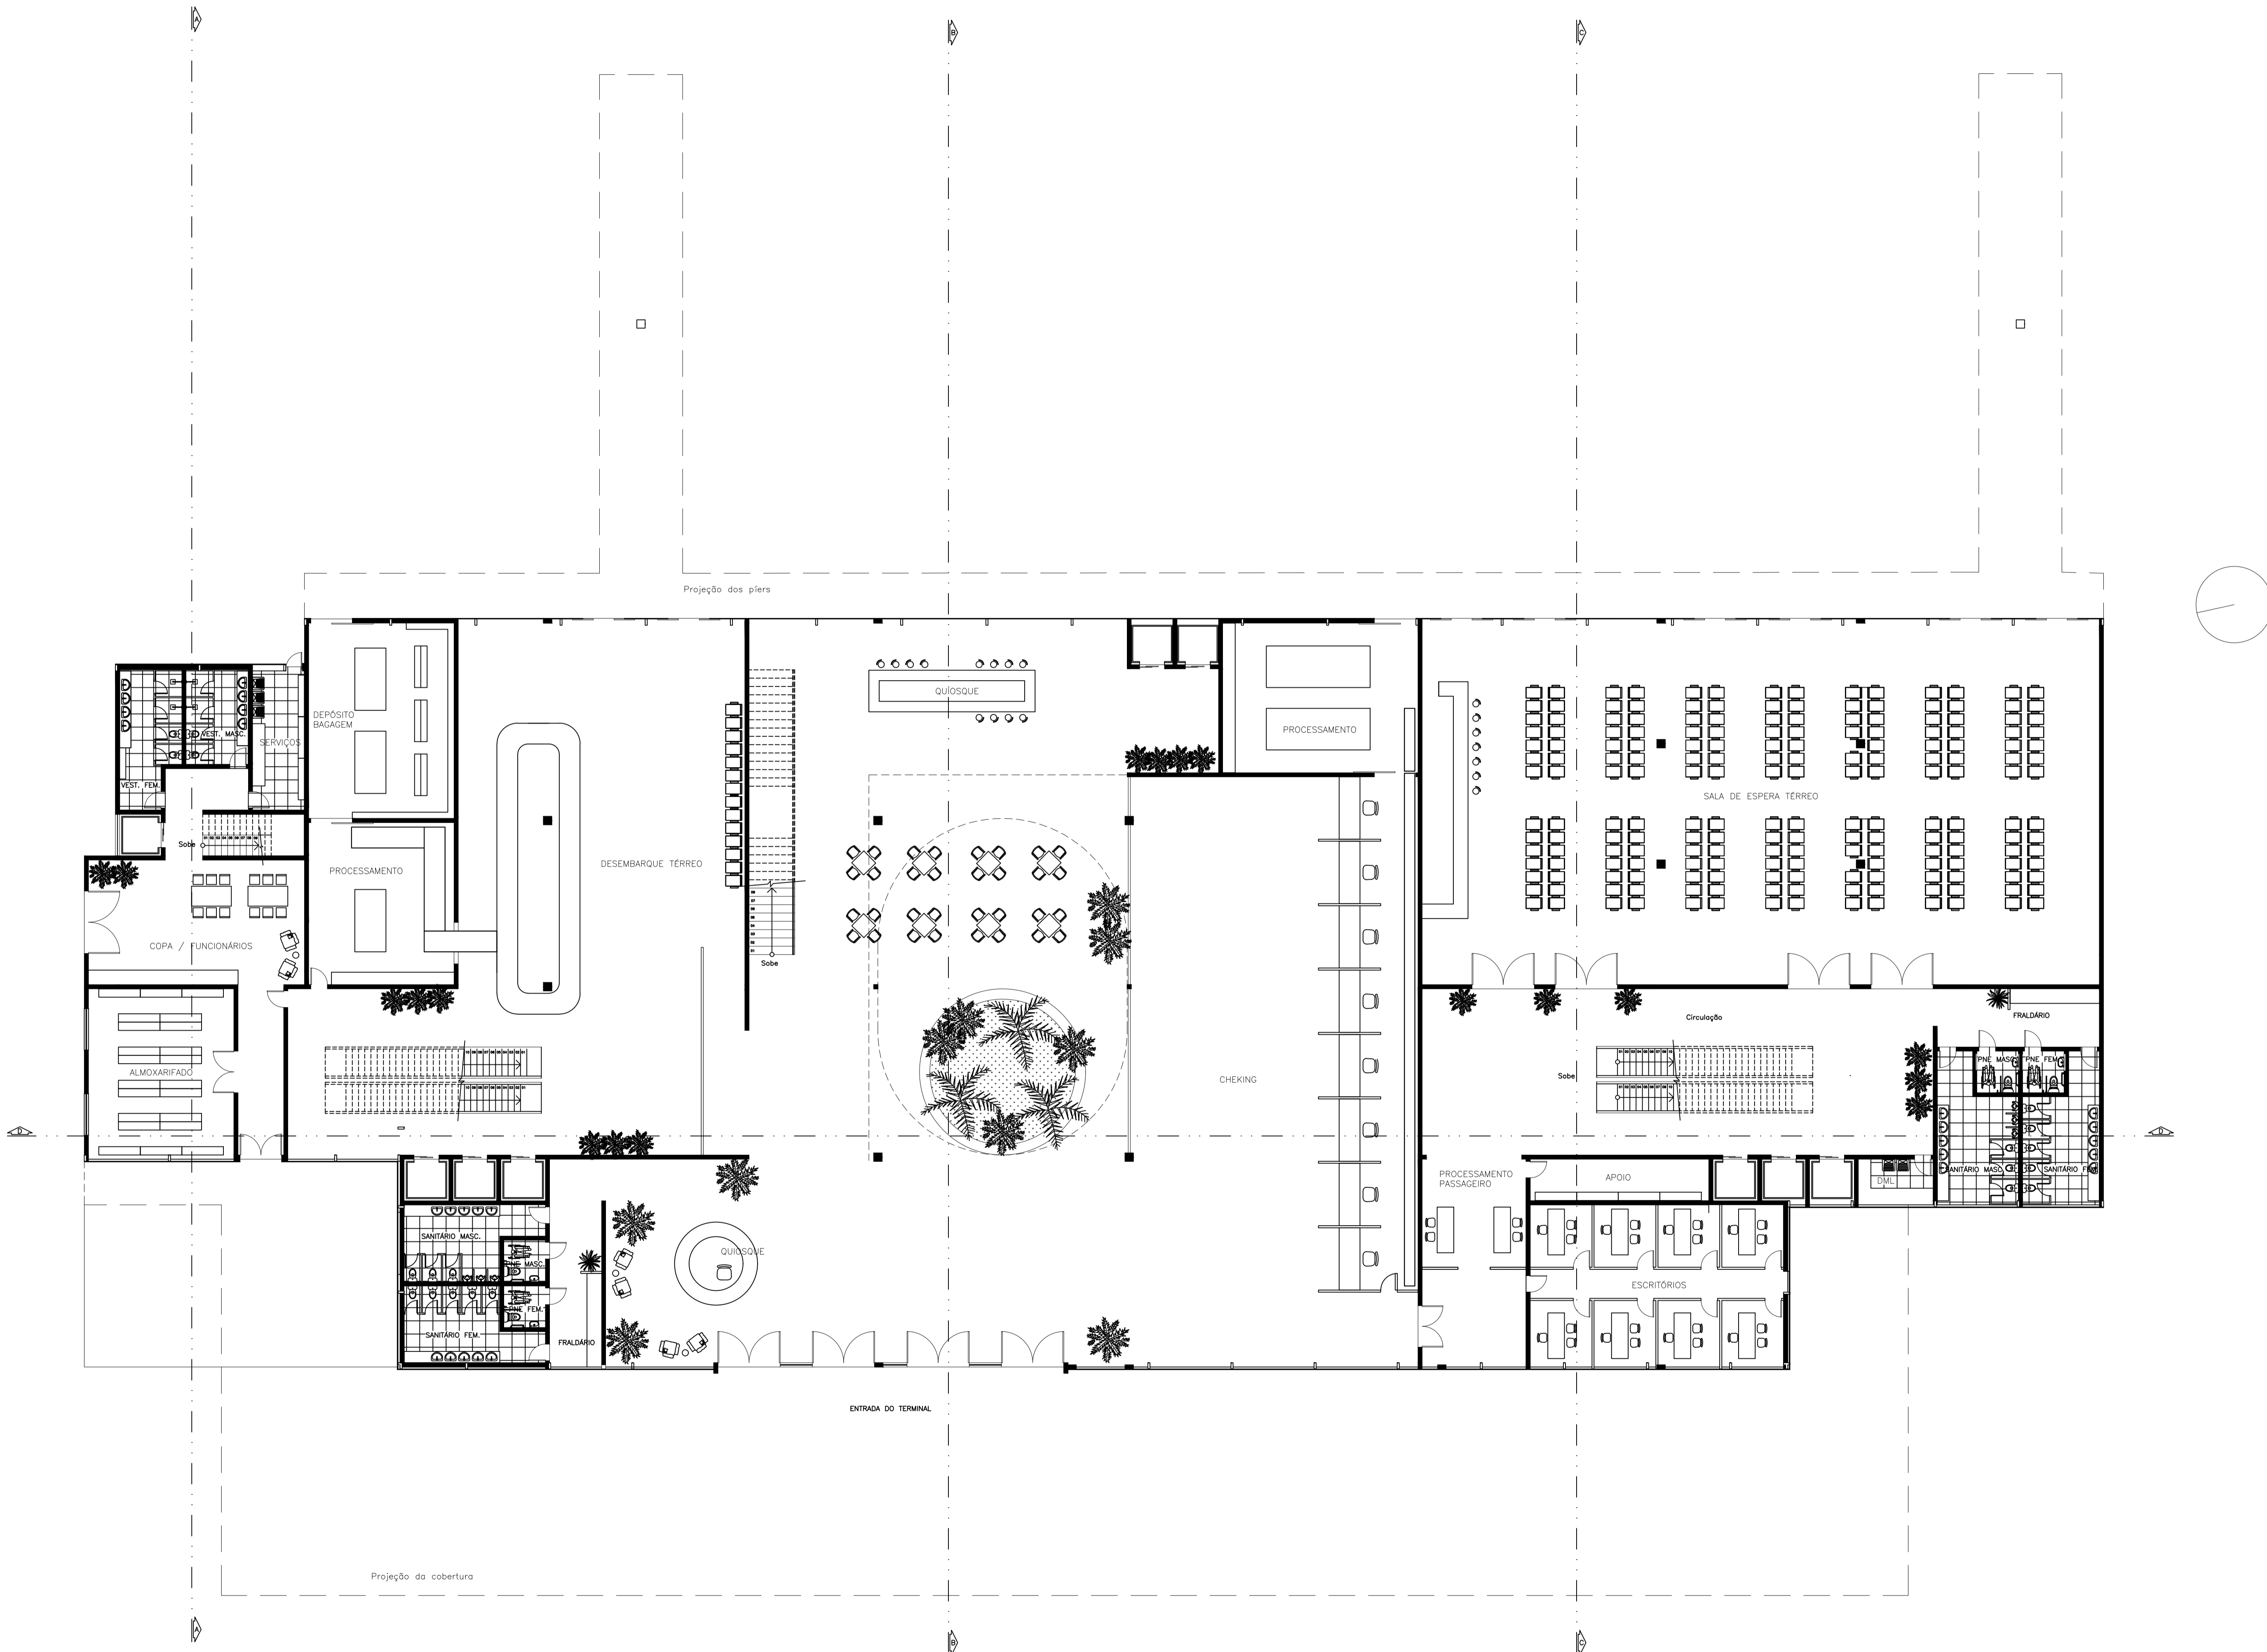 A
B
C
Projeção dos píers
QUIOSQUE
DEPÓSITO
BAGAGEM
VEST. MASC.
SERVIÇOS
PROCESSAMENTO
VEST. FEM.
SALA DE ESPERA TÉRREO
Sobe
PROCESSAMENTO
DESEMBARQUE TÉRREO
COPA / FUNCIONÁRIOS
Sobe
Circulação
FRALDÁRIO
ALMOXARIFADO
CHEKING
Sobe
PNE MASC.
PNE FEM.
D
D
PROCESSAMENTO
PASSAGEIRO
APOIO
DML
SANITÁRIO MASC.
SANITÁRIO FEM.
SANITÁRIO MASC.
QUIOSQUE
PNE MASC.
ESCRITÓRIOS
PNE FEM.
SANITÁRIO FEM.
FRALDÁRIO
ENTRADA DO TERMINAL
Projeção da cobertura
A
B
C